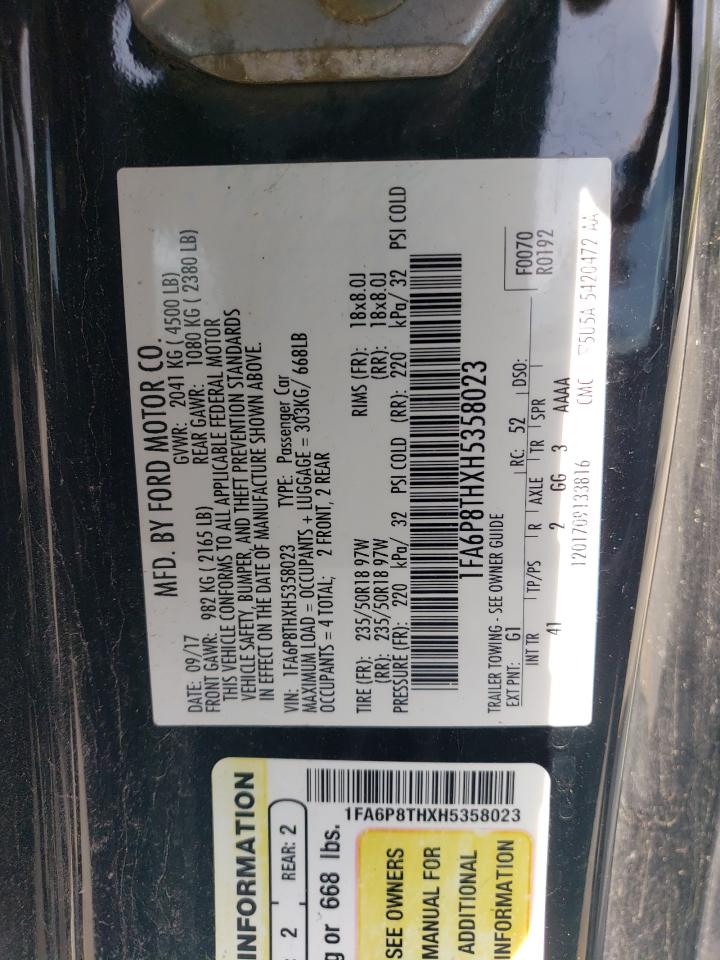 MFD. BY FORD MOTOR CO.
DATE: 09/17 GVWR: 2041 KG ( 4500 LB)
FRONT GAWR: 982 KG ( 2165 LB) REAR GAWR: 1080 KG ( 2380 LB)
THIS VEHICLE CONFORMS TO ALL APPLICABLE FEDERAL MOTOR
VEHICLE SAFETY, BUMPER, AND THEFT PREVENTION STANDARDS
IN EFFECT ON THE DATE OF MANUFACTURE SHOWN ABOVE.
VIN: 1FA6P8THXH5358023 TYPE: Passenger Car
MAXIMUM LOAD = OCCUPANTS + LUGGAGE = 303KG/ 668LB
OCCUPANTS = 4 TOTAL; 2 FRONT, 2 REAR
TIRE (FR): 235/50R18 97W RIMS (FR): 18x8.0J
(RR): 235/50R18 97W (RR): 18x8.0J
PRESSURE (FR): 220 kPa/ 32 PSI COLD (RR): 220 kPa/ 32 PSI COLD
1FA6P8THXH5358023
TRAILER TOWING - SEE OWNER GUIDE F0070
EXT PNT: G1 RC: 52 DSO: R0192
INT TR TP/PS R AXLE TR SPR
41 2 GG 3 AAAA
1201709133816 CMC 5U5A 5420472 AA
INFORMATION
2 REAR: 2
g or 668 lbs.
1FA6P8THXH5358023
SEE OWNERS
MANUAL FOR
ADDITIONAL
INFORMATION